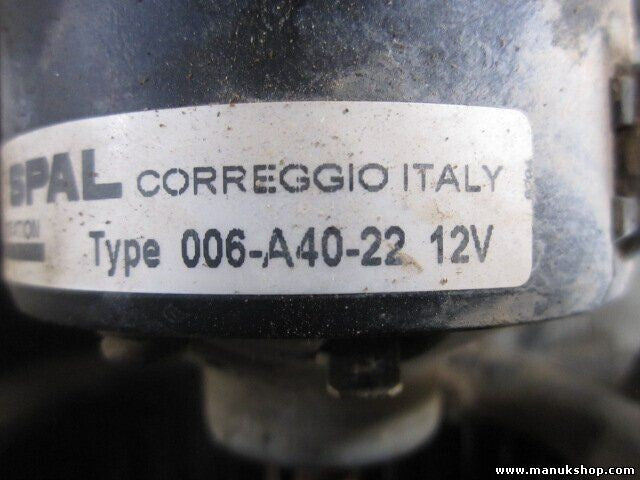 SPAL CORREGGIO ITALY
Type 006-A40-22 12V
www.manukshop.com